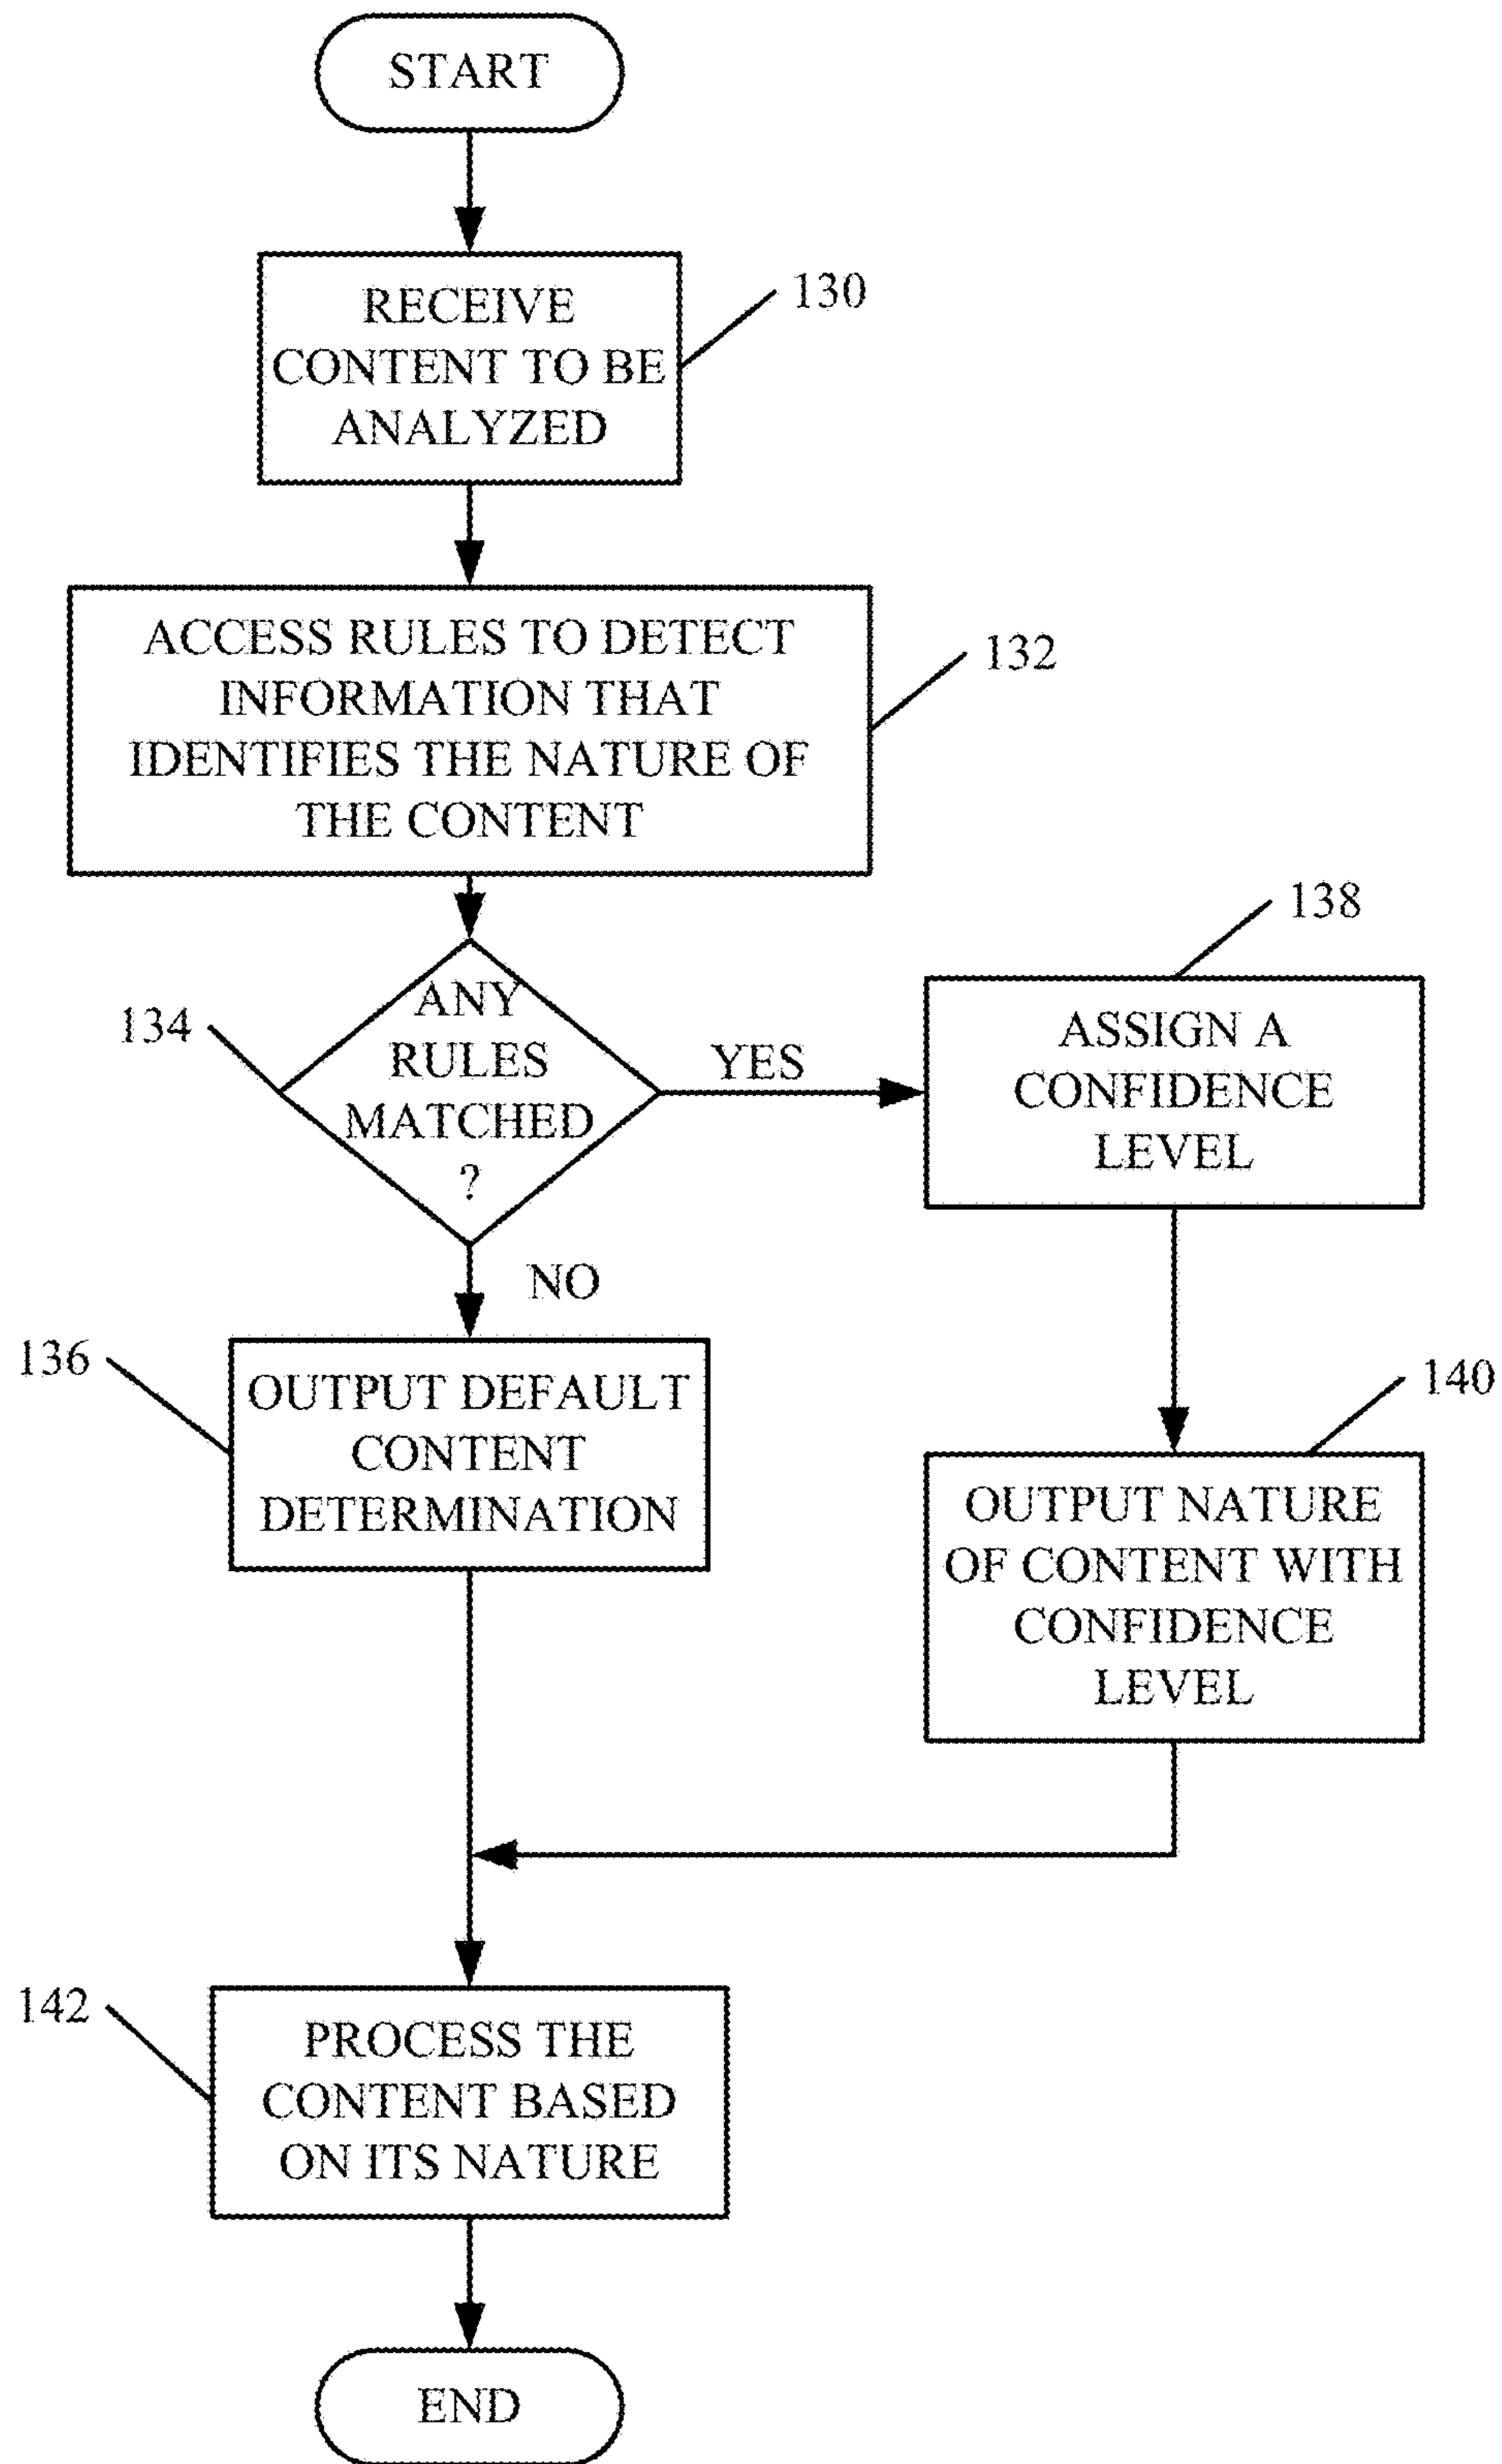 START
RECEIVE
CONTENT TO BE
ANALYZED
130
ACCESS RULES TO DETECT
INFORMATION THAT
IDENTIFIES THE NATURE OF
THE CONTENT
132
ANY
RULES
MATCHED
?
134
YES
NO
138
ASSIGN A
CONFIDENCE
LEVEL
136
OUTPUT DEFAULT
CONTENT
DETERMINATION
140
OUTPUT NATURE
OF CONTENT WITH
CONFIDENCE
LEVEL
142
PROCESS THE
CONTENT BASED
ON ITS NATURE
END